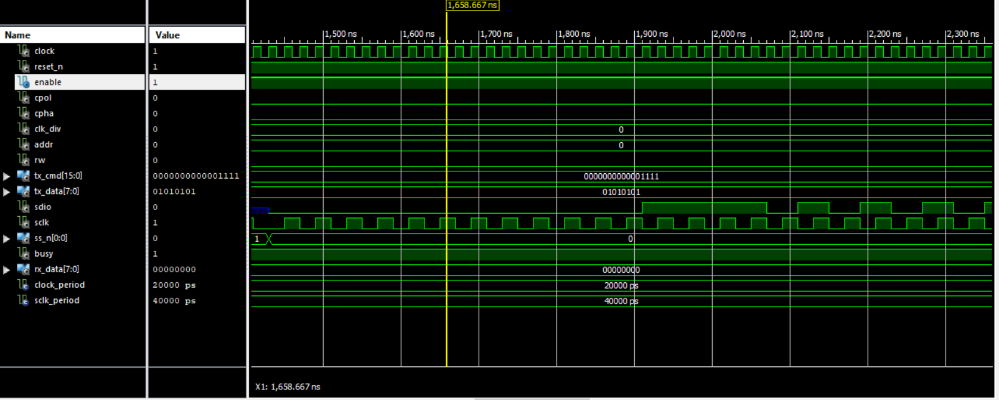 1,658.667 ns
Name Value 1,500 ns 1,600 ns 1,700 ns 1,800 ns 1,900 ns 2,000 ns 2,100 ns 2,200 ns 2,300 ns
clock 1
reset_n 1
enable 1
cpol 0
cpha 0
clk_div 0 0
addr 0 0
rw 0
tx_cmd[15:0] 0000000000001111 0000000000001111
tx_data[7:0] 01010101 01010101
sdio 0
sclk 1
ss_n[0:0] 0 1 0
busy 1
rx_data[7:0] 00000000 00000000
clock_period 20000 ps 20000 ps
sclk_period 40000 ps 40000 ps
X1: 1,658.667 ns